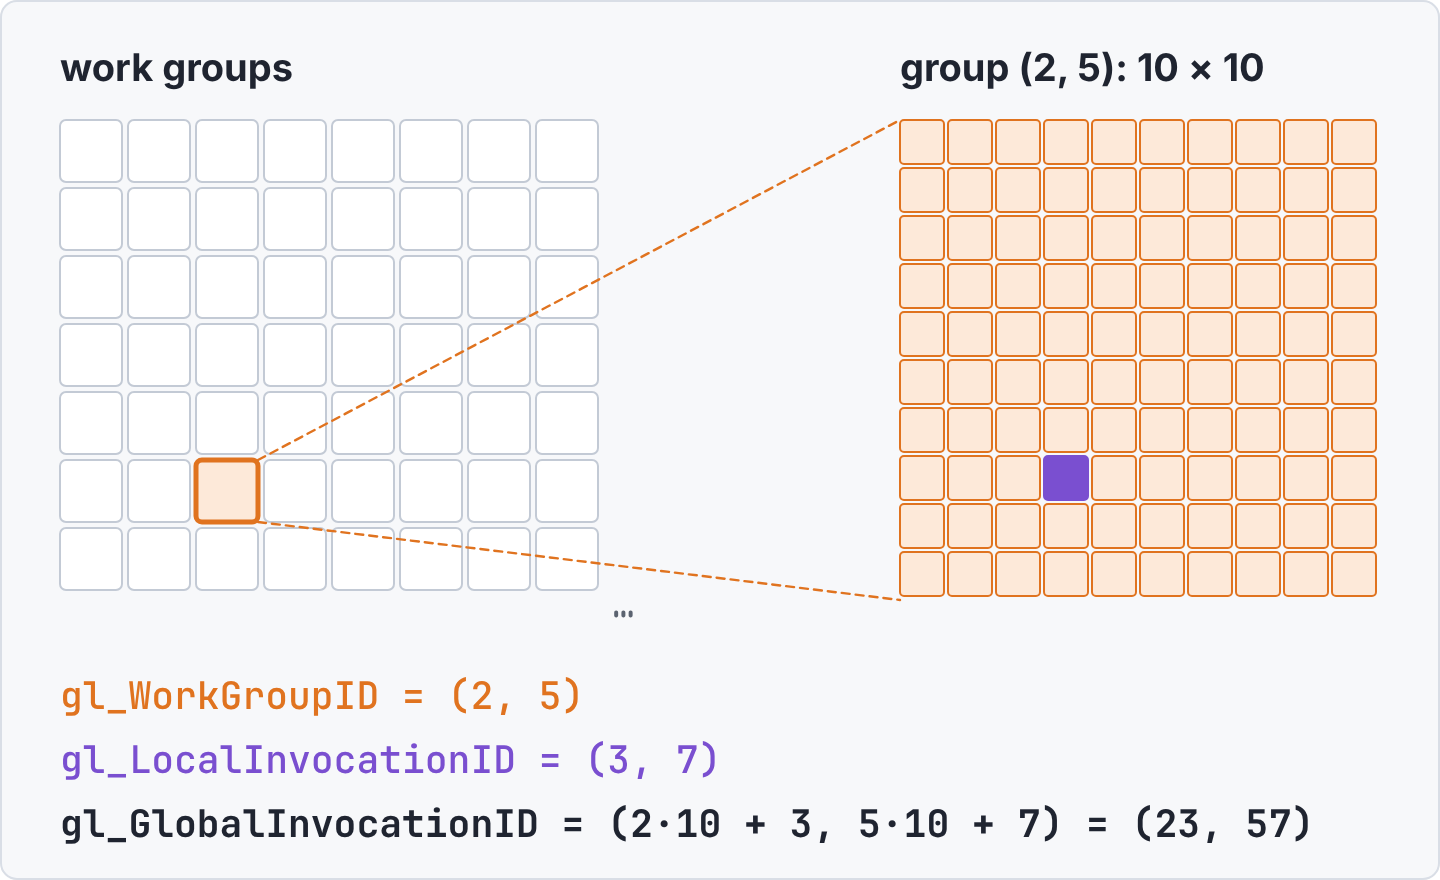 work groups
group (2, 5): 10 × 10
…
gl_WorkGroupID = (2, 5)
gl_LocalInvocationID = (3, 7)
gl_GlobalInvocationID = (2·10 + 3, 5·10 + 7) = (23, 57)